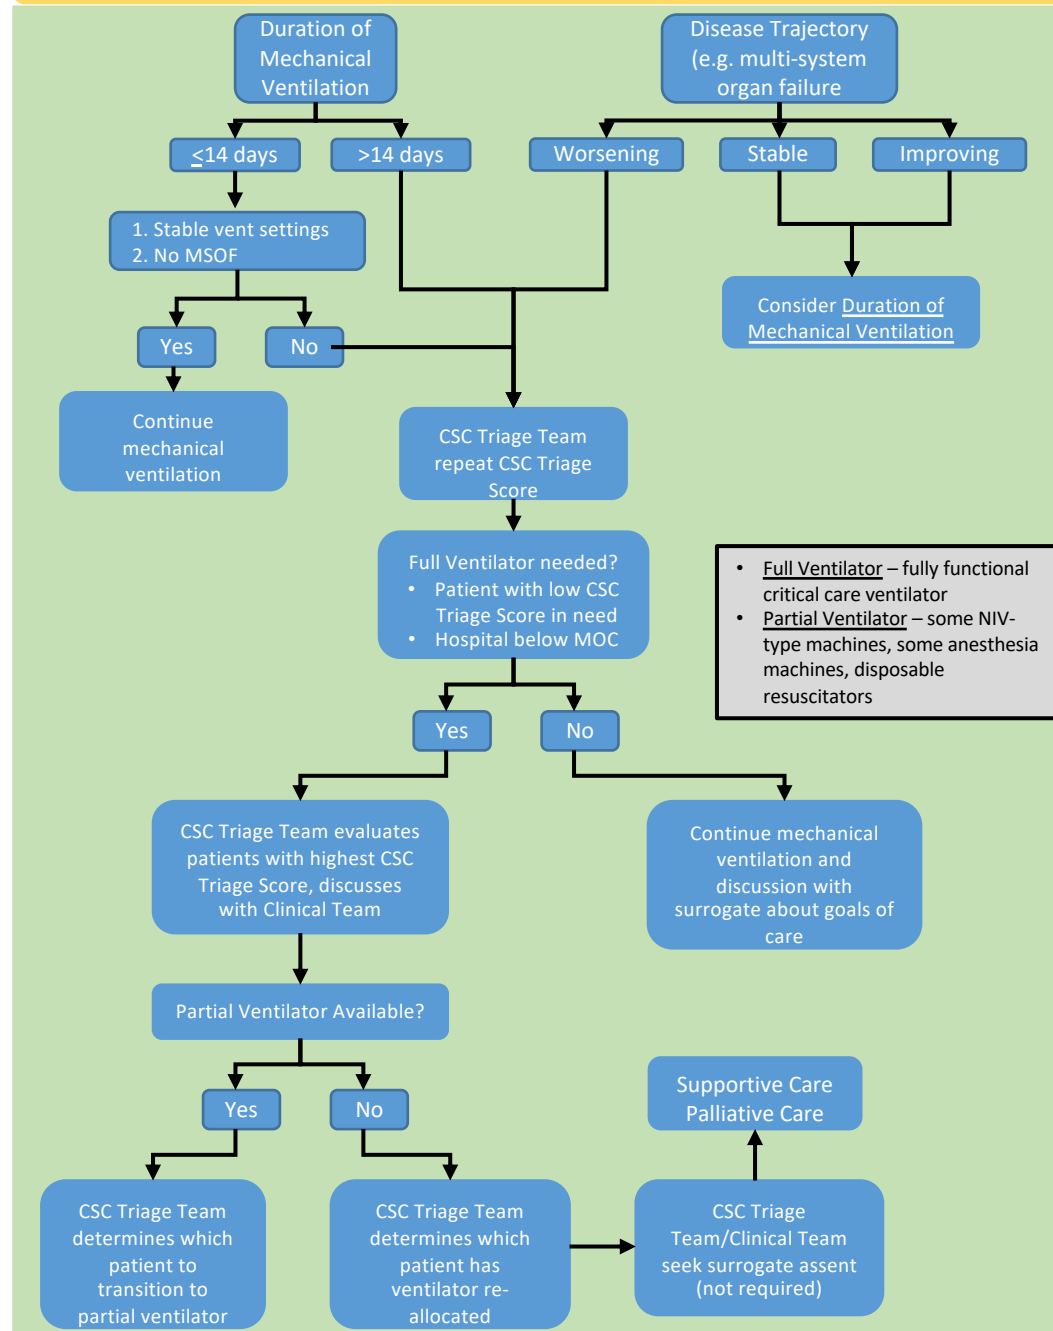 Duration of
Mechanical
Ventilation
Disease Trajectory
(e.g. multi-system
organ failure
≤14 days
>14 days
Worsening
Stable
Improving
1. Stable vent settings
2. No MSOF
Consider Duration of
Mechanical Ventilation
Yes
No
Continue
mechanical
ventilation
CSC Triage Team
repeat CSC Triage
Score
Full Ventilator needed?
• Patient with low CSC
Triage Score in need
• Hospital below MOC
• Full Ventilator – fully functional
critical care ventilator
• Partial Ventilator – some NIV-
type machines, some anesthesia
machines, disposable
resuscitators
Yes
No
CSC Triage Team evaluates
patients with highest CSC
Triage Score, discusses
with Clinical Team
Continue mechanical
ventilation and
discussion with
surrogate about goals of
care
Partial Ventilator Available?
Yes
No
Supportive Care
Palliative Care
CSC Triage Team
determines which
patient to
transition to
partial ventilator
CSC Triage Team
determines which
patient has
ventilator re-
allocated
CSC Triage
Team/Clinical Team
seek surrogate assent
(not required)